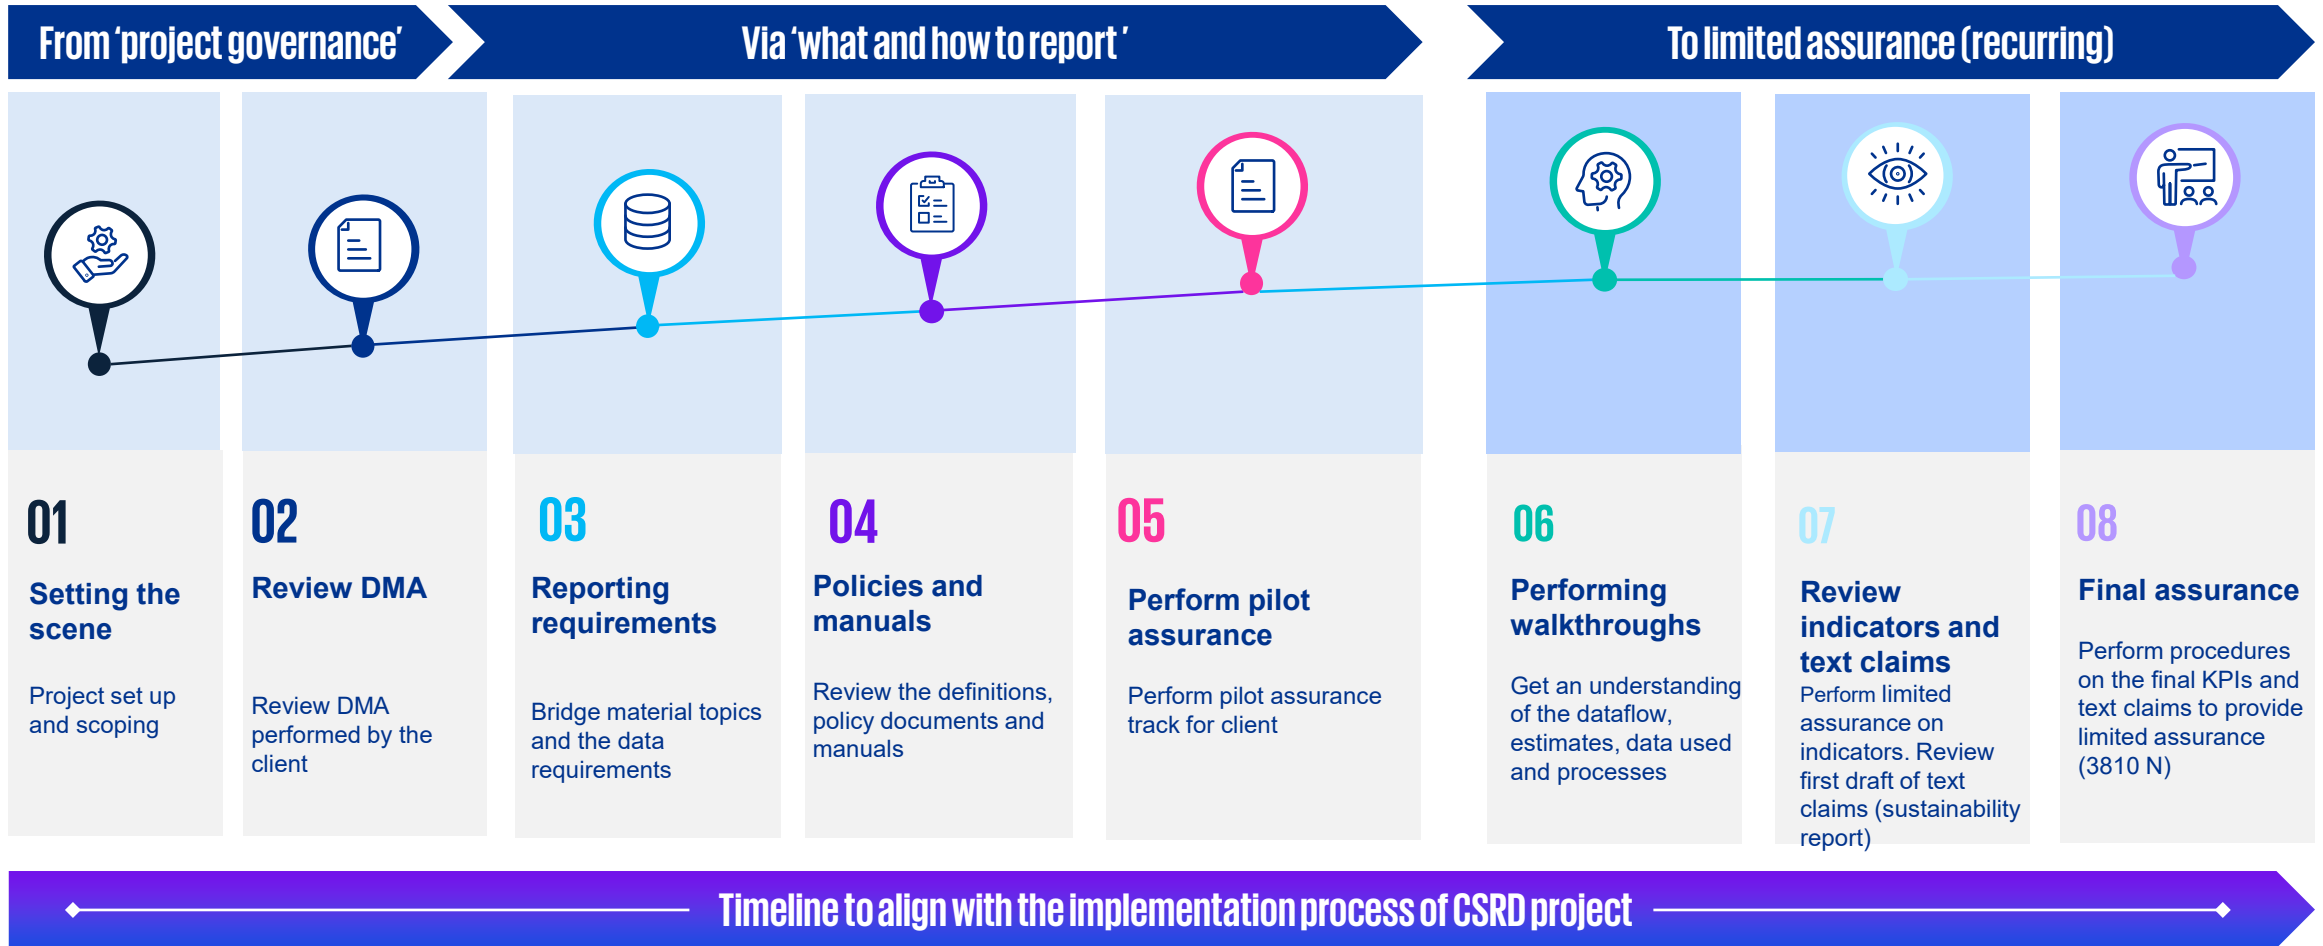 From ‘project governance’
Via ‘what and how to report ’
To limited assurance (recurring)
01
Setting the
scene
Project set up
and scoping
02
Review DMA
Review DMA
performed by the
client
03
Reporting
requirements
Bridge material topics
and the data
requirements
04
Policies and
manuals
Review the definitions,
policy documents and
manuals
05
Perform pilot
assurance
Perform pilot assurance
track for client
06
Performing
walkthroughs
Get an understanding
of the dataflow,
estimates, data used
and processes
07
Review
indicators and
text claims
Perform limited
assurance on
indicators. Review
first draft of text
claims (sustainability
report)
08
Final assurance
Perform procedures
on the final KPIs and
text claims to provide
limited assurance
(3810 N)
Timeline to align with the implementation process of CSRD project